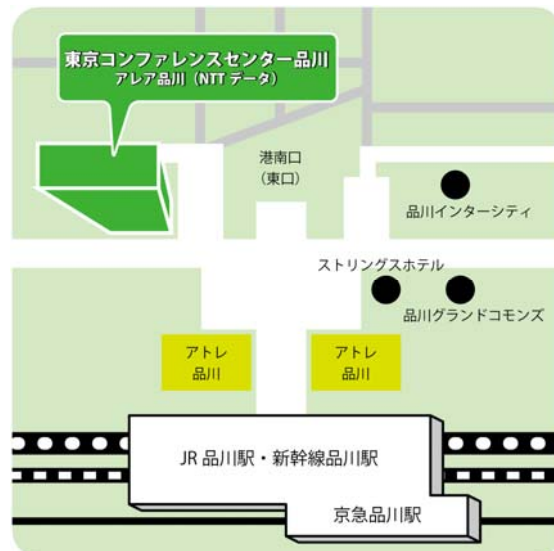 東京コンファレンスセンター品川
アレア品川（NTTデータ）
港南口
（東口）
品川インターシティ
ストリングスホテル
品川グランドコモンズ
アトレ
品川
アトレ
品川
JR 品川駅・新幹線品川駅
京急品川駅